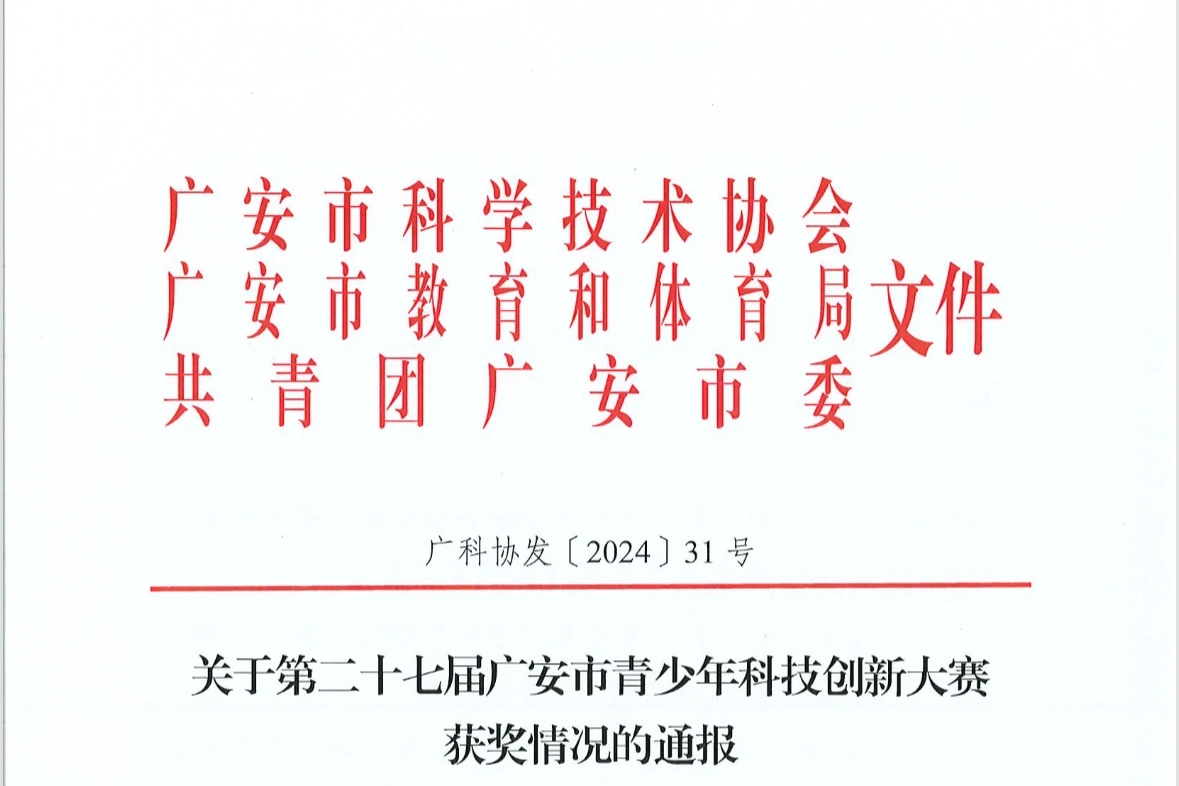 广安市科学技术协会
广安市教育和体育局文件
共青团广安市委
广科协发〔2024〕31号
关于第二十七届广安市青少年科技创新大赛
获奖情况的通报